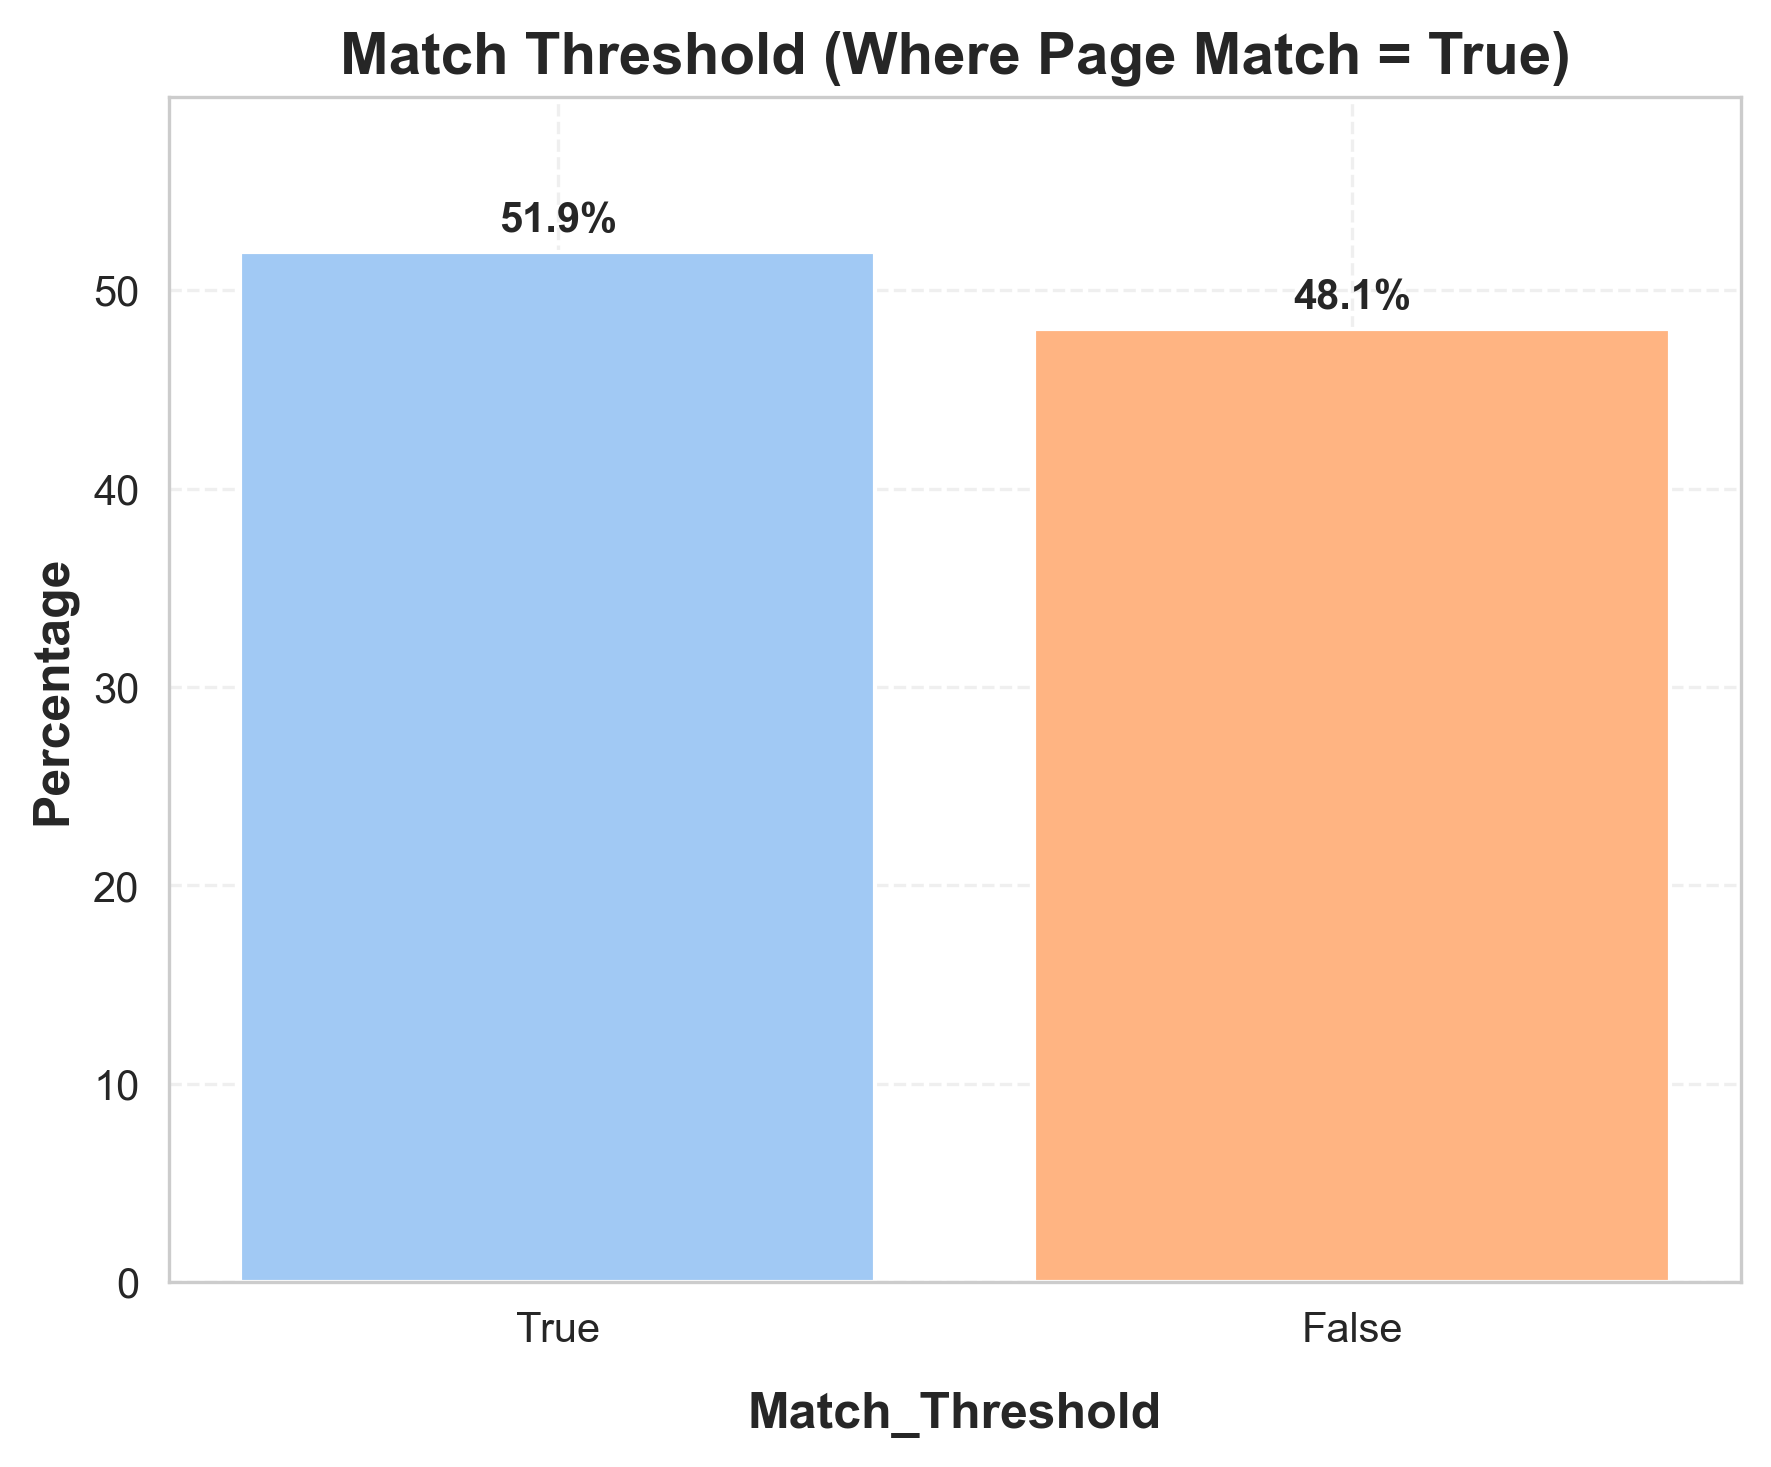 Match Threshold (Where Page Match = True)
51.9%
48.1%
50
40
30
20
10
0
Percentage
True
False
Match_Threshold